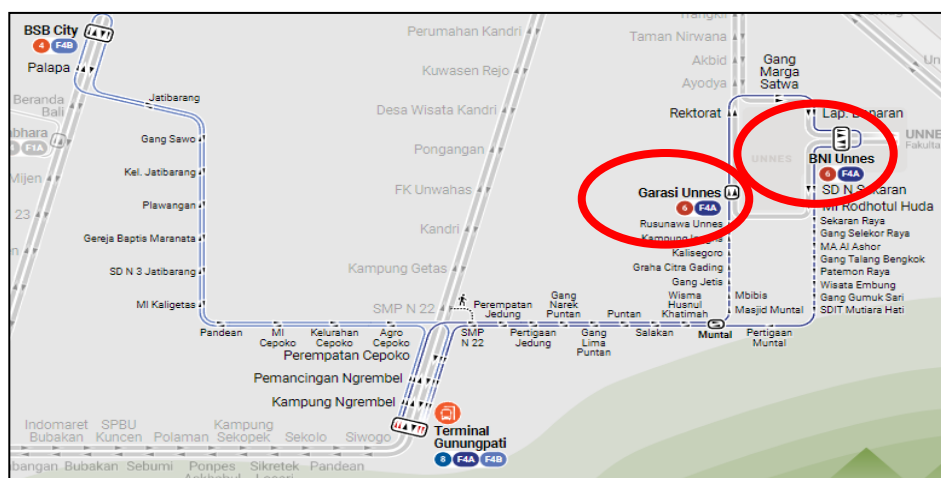 Perumahan Kandri
Taman Nirwana
BSB City
4 F4B
Kuwasen Rejo
Akbid
Gang
Marga
Satwa
Palapa
Ayodya
Beranda
Bali
Jatibarang
Desa Wisata Kandri
Rektorat
UNNES
Gang Sawo
F1A
Pongangan
UNNES
BNI Unnes
6 F4A
Kel. Jatibarang
Mijen
FK Unwahas
Garasi Unnes
6 F4A
SD N Sekaran
MI Rodhotul Huda
Plawangan
23
Kandri
Rusunawa Unnes
Sekaran Raya
Gang Selekor Raya
Gereja Baptis Maranata
Kalisegoro
MA Al Ashor
Gang Talang Bengkok
SD N 3 Jatibarang
Kampung Getas
Graha Citra Gading
Patemon Raya
Gang Jetis
Wisata Embung
MI Kaligetas
SMP N 22
Perempatan
Jedung
Gang
Narek
Puntan
Puntan
Wisma
Husnul
Khatimah
Mbibis
Masjid Muntal
Gang Gumuk Sari
SDIT Mutiara Hati
Pandean
MI
Cepoko
Kelurahan
Cepoko
Agro
Cepoko
SMP
N 22
Pertigaan
Jedung
Gang
Lima
Puntan
Salakan
Muntal
Pertigaan
Muntal
Perempatan Cepoko
Pemancingan Ngrembel
Kampung Ngrembel
Terminal
Gunungpati
8 F4A F4B
Indomaret
Bubakan
SPBU
Kuncen
Polaman
Kampung
Sekopek
Sekolo
Siwogo
Bubakan
Sebumi
Ponpes
Sikretek
Pandean